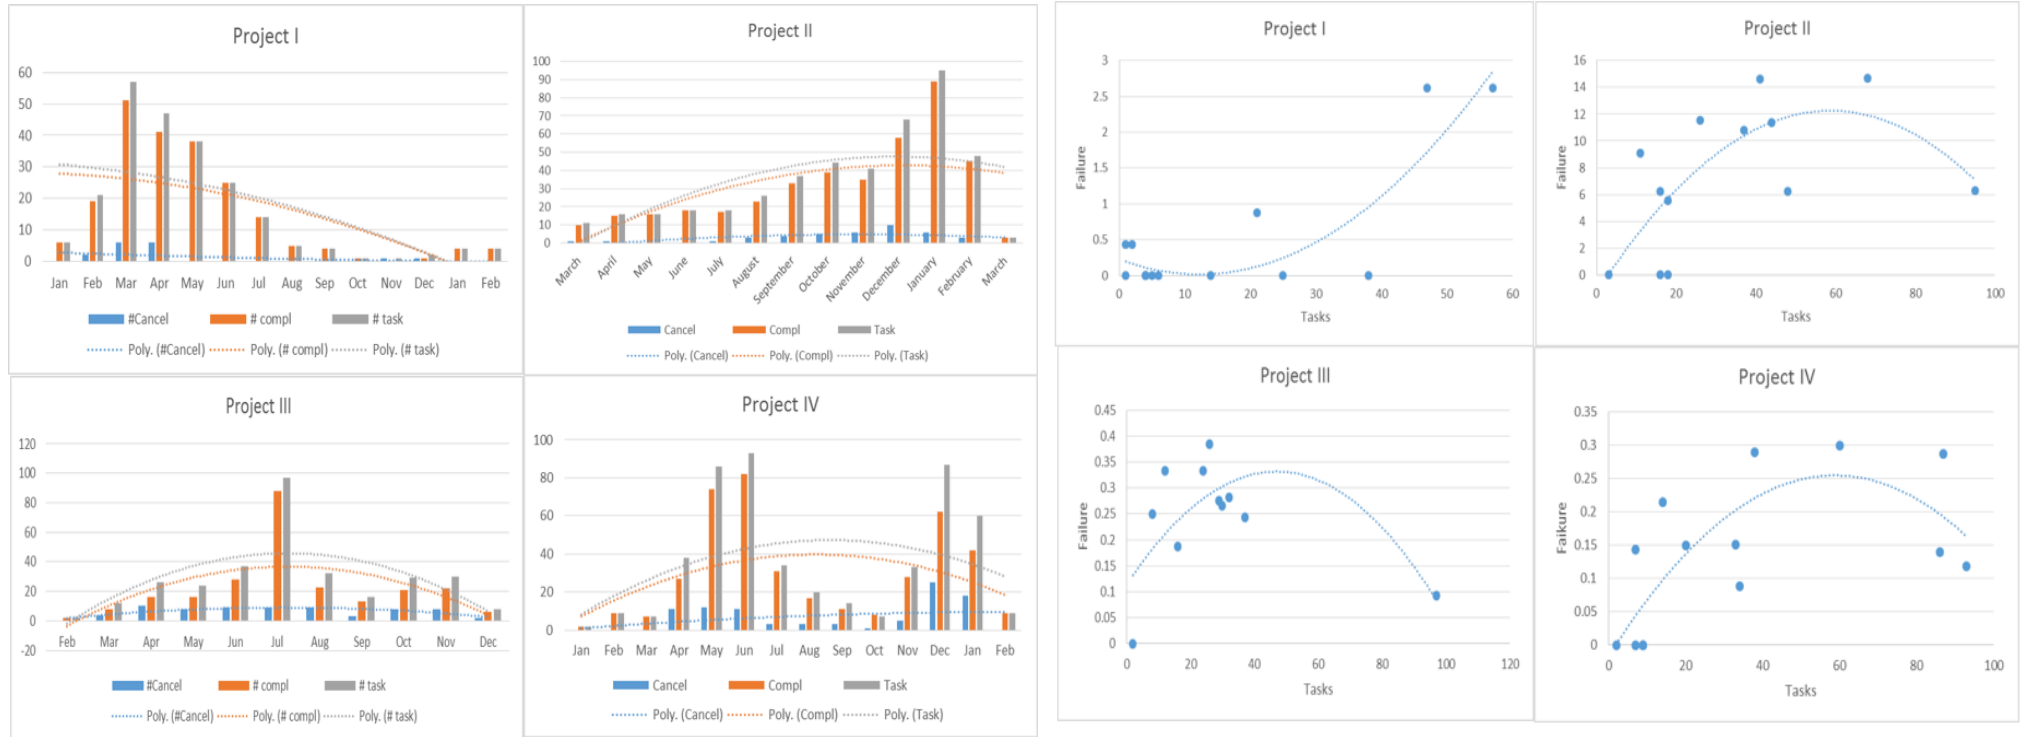 Project I
60
50
40
30
20
10
0
Jan Feb Mar Apr May Jun Jul Aug Sep Oct Nov Dec Jan Feb
#Cancel # compl # task
Poly. (#Cancel) Poly. (# compl) Poly. (# task)
Project II
100
90
80
70
60
50
40
30
20
10
0
March April May June July August September October November December January February March
Cancel Compl Task
Poly. (Cancel) Poly. (Compl) Poly. (Task)
Project I
3
2.5
2
1.5
1
0.5
0
Failure
0 10 20 30 40 50 60
Tasks
Project II
16
14
12
10
8
6
4
2
0
Failure
0 20 40 60 80 100
Tasks
Project III
120
100
80
60
40
20
0
-20
Feb Mar Apr May Jun Jul Aug Sep Oct Nov Dec
#Cancel # compl # task
Poly. (#Cancel) Poly. (# compl) Poly. (# task)
Project IV
100
80
60
40
20
0
Jan Feb Mar Apr May Jun Jul Aug Sep Oct Nov Dec Jan Feb
Cancel Compl Task
Poly. (Cancel) Poly. (Compl) Poly. (Task)
Project III
0.45
0.4
0.35
0.3
0.25
0.2
0.15
0.1
0.05
0
Failure
0 20 40 60 80 100 120
Tasks
Project IV
0.35
0.3
0.25
0.2
0.15
0.1
0.05
0
Faikure
0 20 40 60 80 100
Tasks